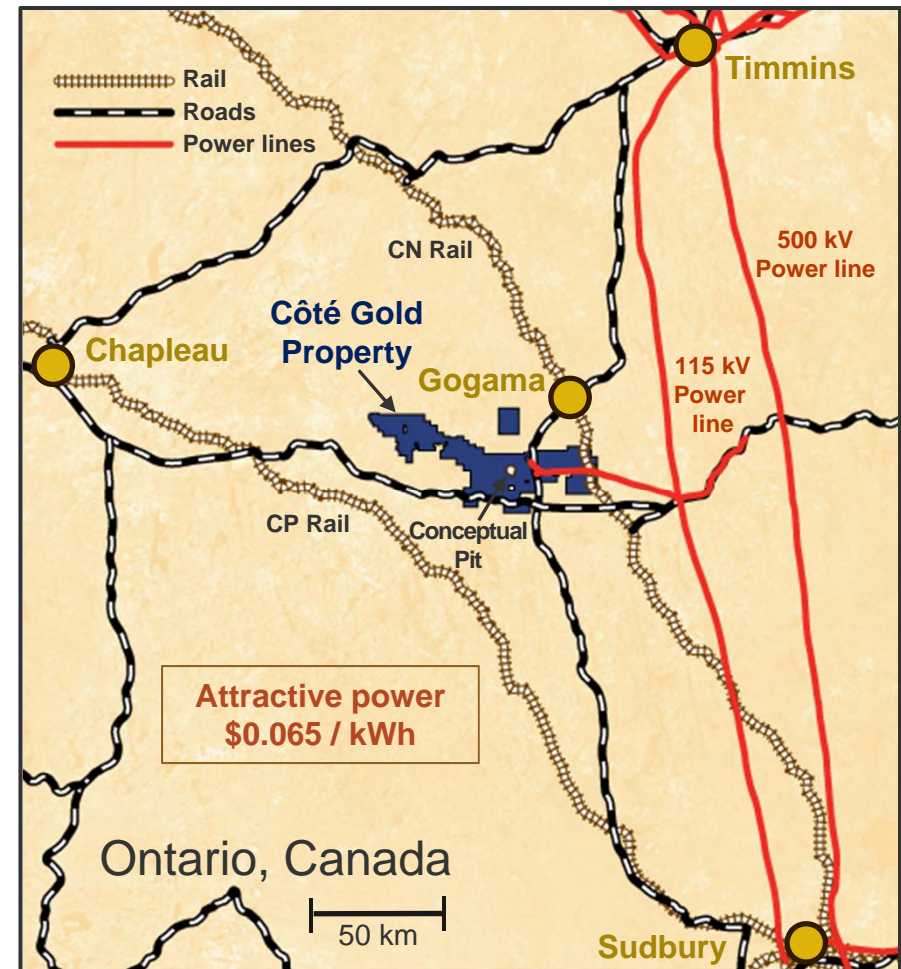 Timmins
Rail
Roads
Power lines
CN Rail
500 kV
Power line
Côté Gold
Property
Chapleau
Gogama
115 kV
Power
line
CP Rail
Conceptual
Pit
Attractive power
$0.065 / kWh
Ontario, Canada
50 km
Sudbury